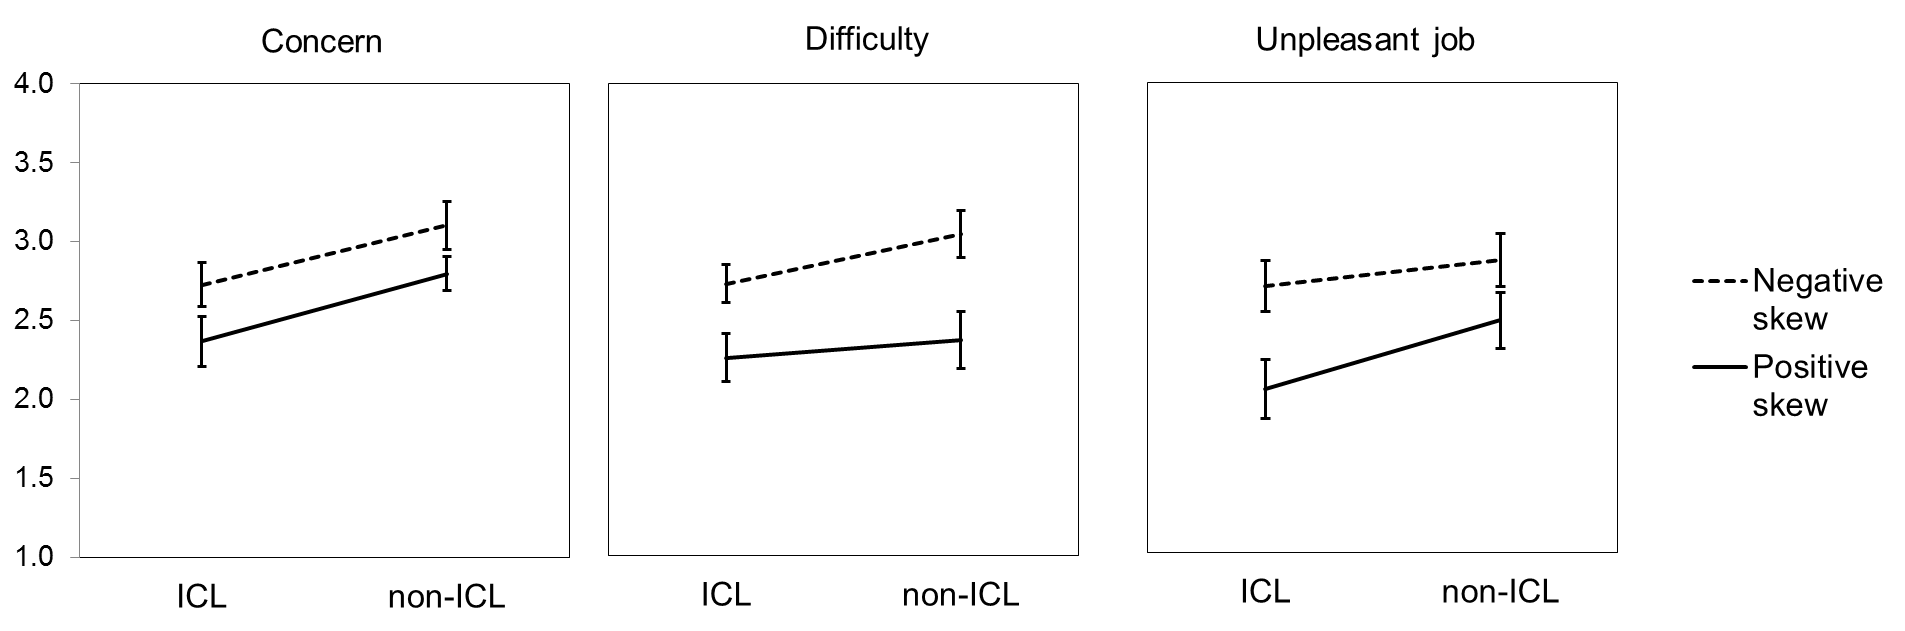 Concern
Difficulty
Unpleasant job
4.0
3.5
3.0
2.5
2.0
1.5
1.0
ICL
non-ICL
ICL
non-ICL
ICL
non-ICL
Negative
skew
Positive
skew